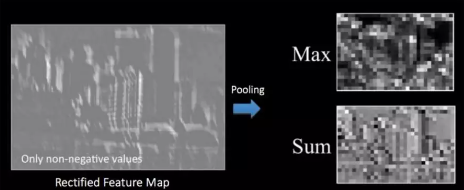 Only non-negative values
Rectified Feature Map
Pooling
Max
Sum